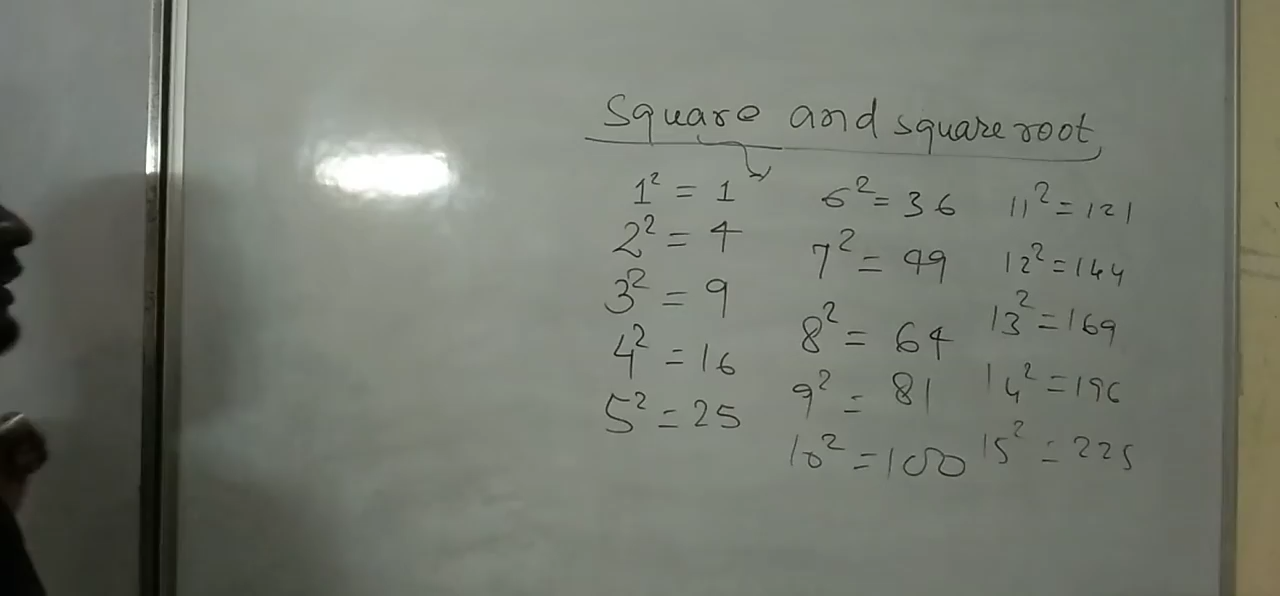 Square and square root
1² = 1
2² = 4
3² = 9
4² = 16
5² = 25
6² = 36
7² = 49
8² = 64
9² = 81
10² = 100
11² = 121
12² = 144
13² = 169
14² = 196
15² = 225